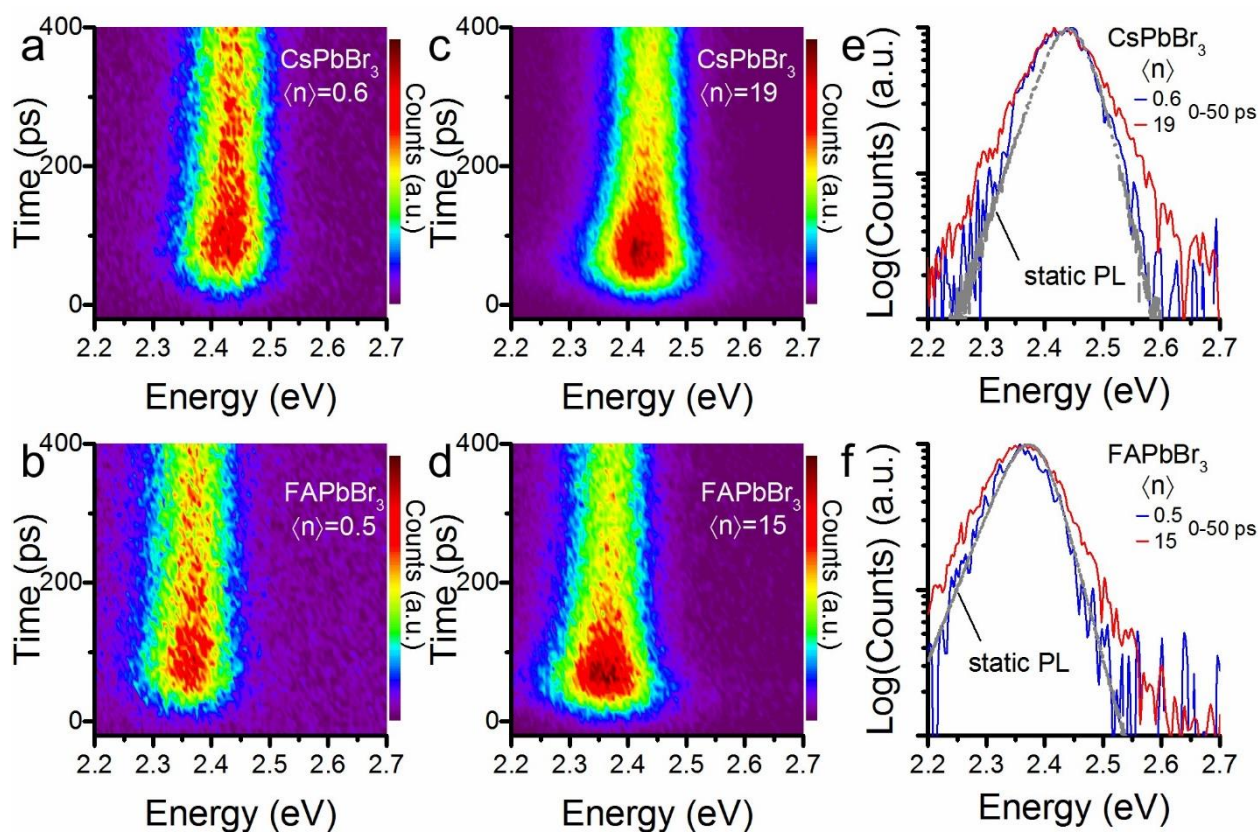 a
400
200
0
Time (ps)
CsPbBr₃
⟨n⟩=0.6
Counts (a.u.)
2.2 2.3 2.4 2.5 2.6 2.7
Energy (eV)
c
400
200
0
Time (ps)
CsPbBr₃
⟨n⟩=19
Counts (a.u.)
2.2 2.3 2.4 2.5 2.6 2.7
Energy (eV)
e
Log(Counts) (a.u.)
CsPbBr₃
⟨n⟩
0.6
19
0-50 ps
static PL
2.2 2.3 2.4 2.5 2.6 2.7
Energy (eV)
b
400
200
0
Time (ps)
FAPbBr₃
⟨n⟩=0.5
Counts (a.u.)
2.2 2.3 2.4 2.5 2.6 2.7
Energy (eV)
d
400
200
0
Time (ps)
FAPbBr₃
⟨n⟩=15
Counts (a.u.)
2.2 2.3 2.4 2.5 2.6 2.7
Energy (eV)
f
Log(Counts) (a.u.)
FAPbBr₃
⟨n⟩
0.5
15
0-50 ps
static PL
2.2 2.3 2.4 2.5 2.6 2.7
Energy (eV)